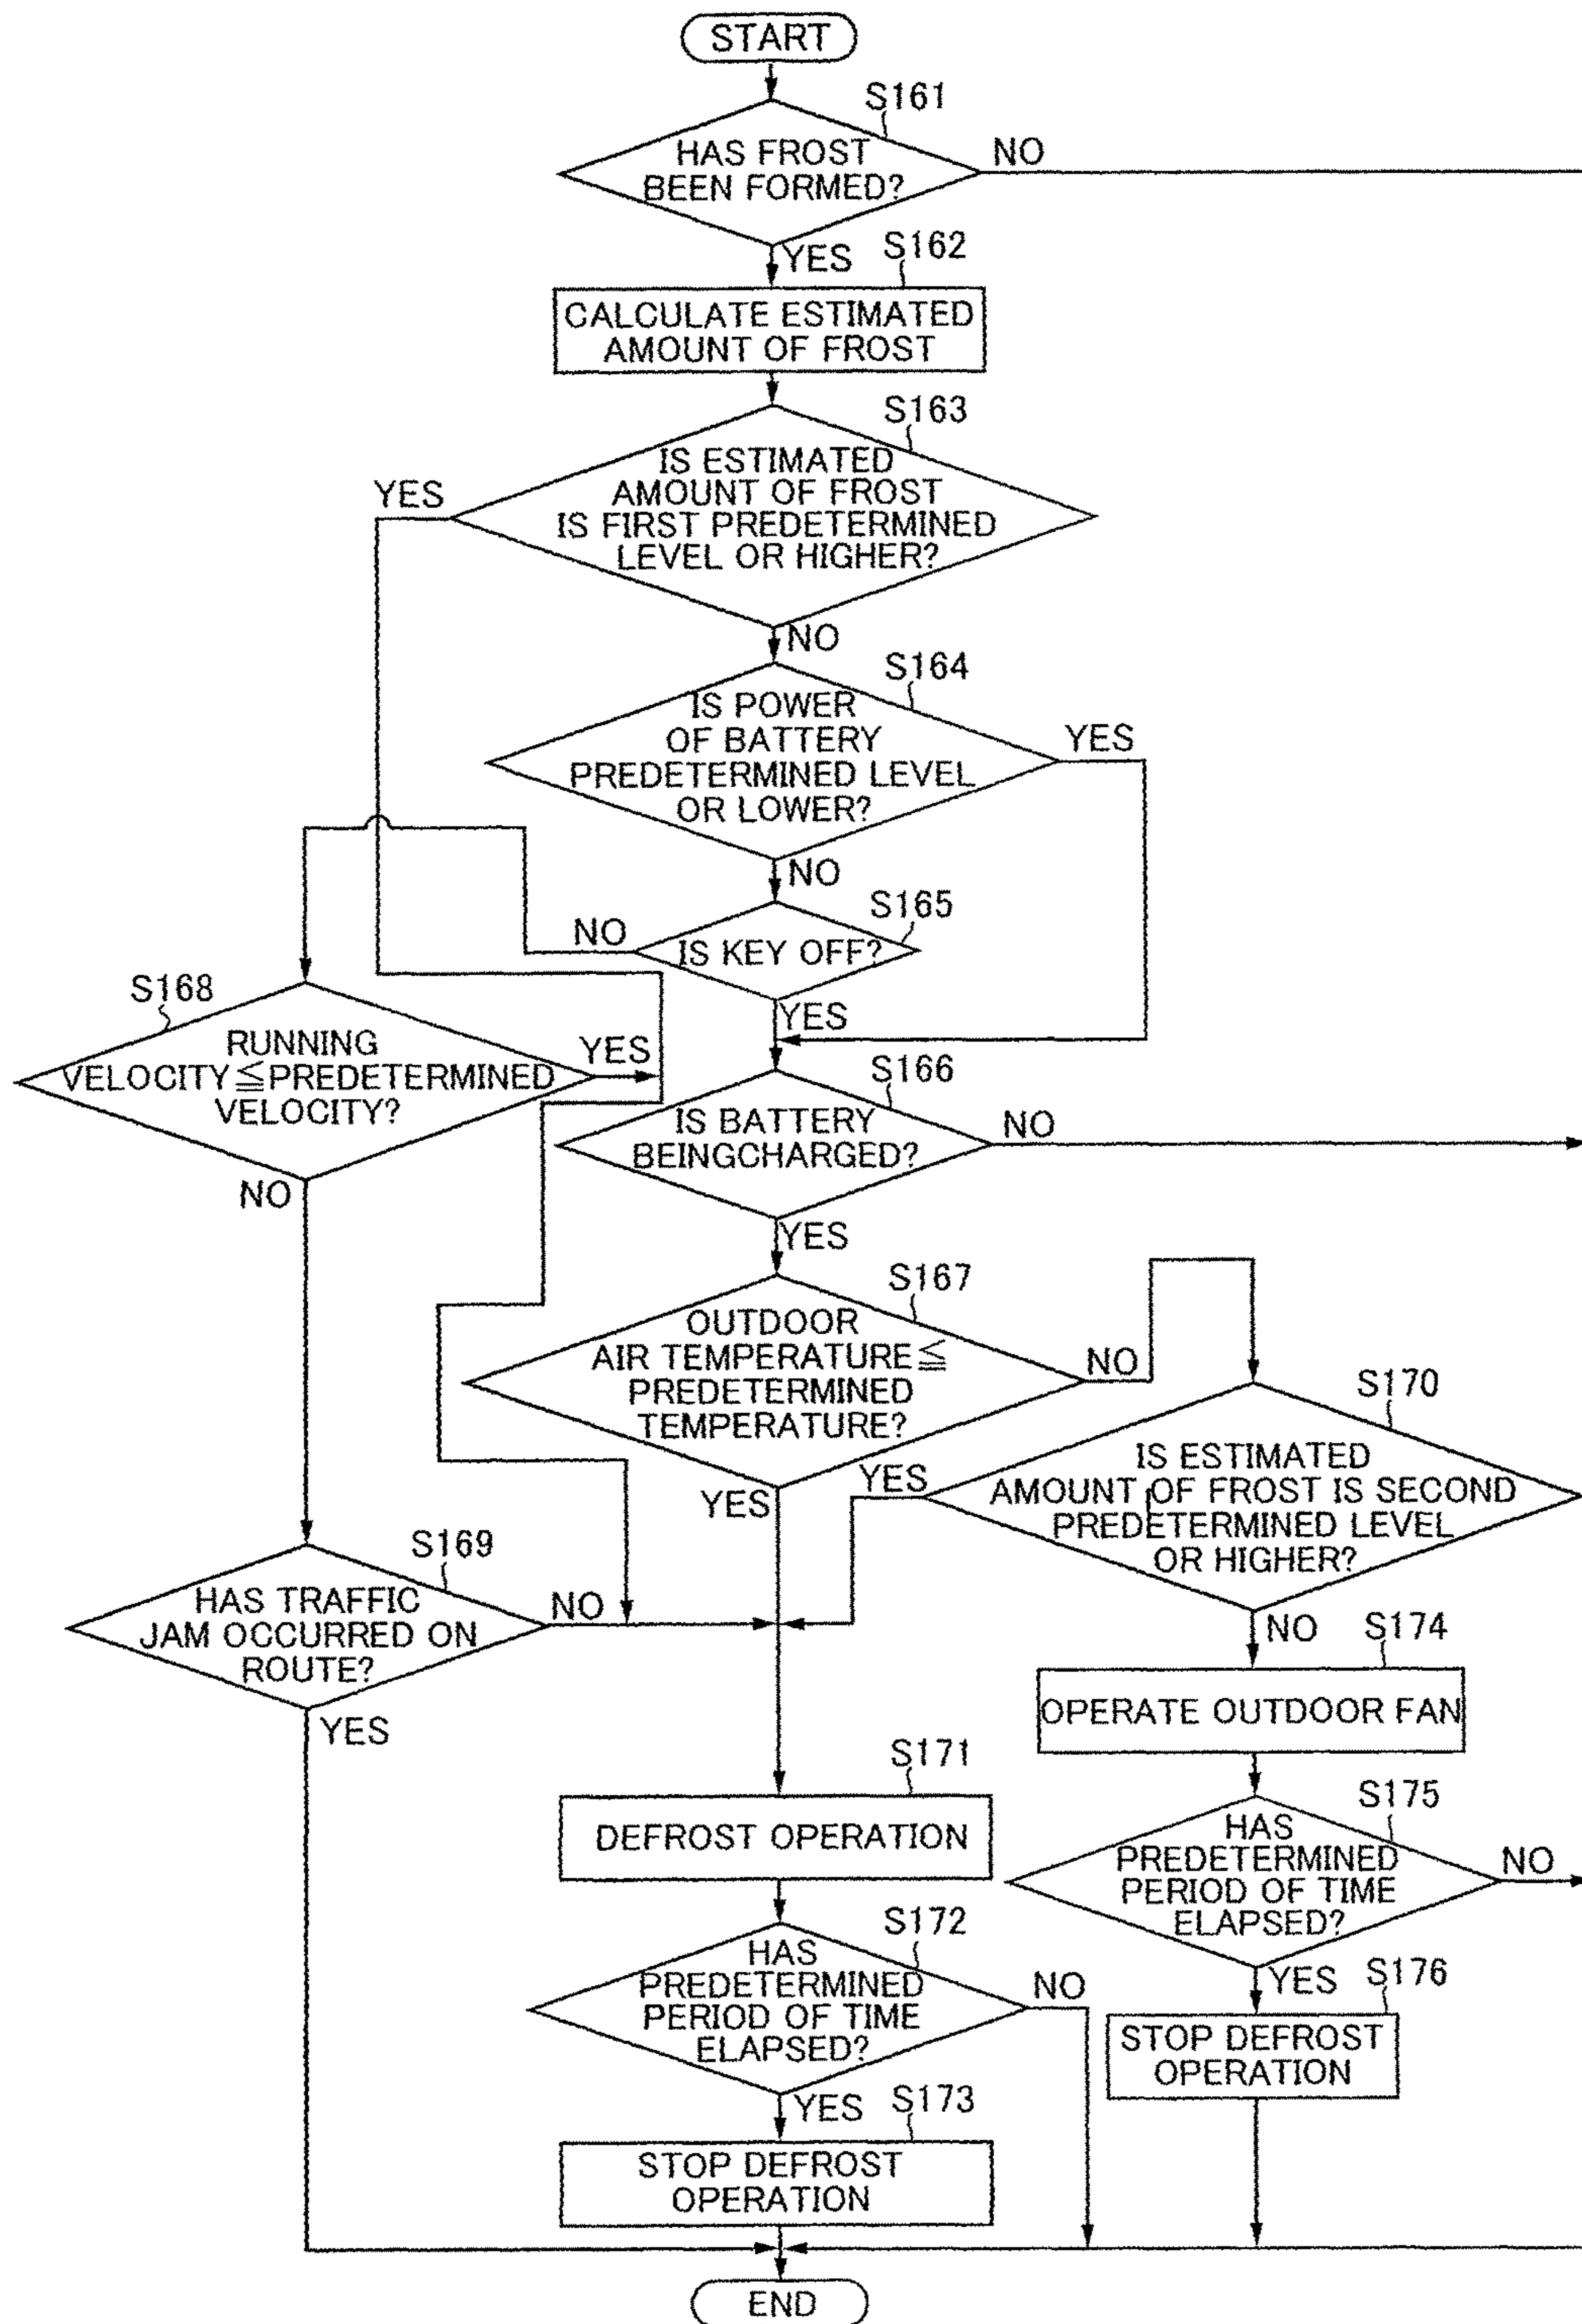 START
S161
HAS FROST
BEEN FORMED?
NO
YES
S162
CALCULATE ESTIMATED
AMOUNT OF FROST
S163
IS ESTIMATED
AMOUNT OF FROST
IS FIRST PREDETERMINED
LEVEL OR HIGHER?
YES
NO
S164
IS POWER
OF BATTERY
PREDETERMINED LEVEL
OR LOWER?
YES
NO
S165
IS KEY OFF?
NO
YES
S168
RUNNING
VELOCITY≦PREDETERMINED
VELOCITY?
YES
NO
S166
IS BATTERY
BEINGCHARGED?
NO
YES
S167
OUTDOOR
AIR TEMPERATURE≦
PREDETERMINED
TEMPERATURE?
NO
YES
S170
IS ESTIMATED
AMOUNT OF FROST IS SECOND
PREDETERMINED LEVEL
OR HIGHER?
YES
NO
S169
HAS TRAFFIC
JAM OCCURRED ON
ROUTE?
NO
YES
S174
OPERATE OUTDOOR FAN
S171
DEFROST OPERATION
S175
HAS
PREDETERMINED
PERIOD OF TIME
ELAPSED?
NO
YES
S172
HAS
PREDETERMINED
PERIOD OF TIME
ELAPSED?
NO
YES
S176
STOP DEFROST
OPERATION
S173
STOP DEFROST
OPERATION
END